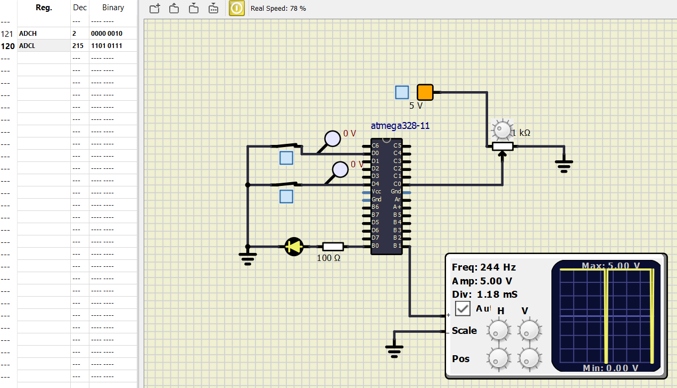 Reg. Dec Binary
Real Speed: 78 %
--- --- ---- ----
121 ADCH 2 0000 0010
120 ADCL 215 1101 0111
5 V
atmega328-11
1 kΩ
0 V
0 V
C6 C5
D0 C4
D1 C3
D2 C2
D3 C1
D4 C0
Vcc Gnd
Gnd Ar
B6 A+
B7 B5
D5 B4
D6 B3
D7 B2
B0 B1
100 Ω
Freq: 244 Hz
Amp: 5.00 V
Div: 1.18 mS
Au H V
Scale
Pos
Max: 5.00 V
Min: 0.00 V